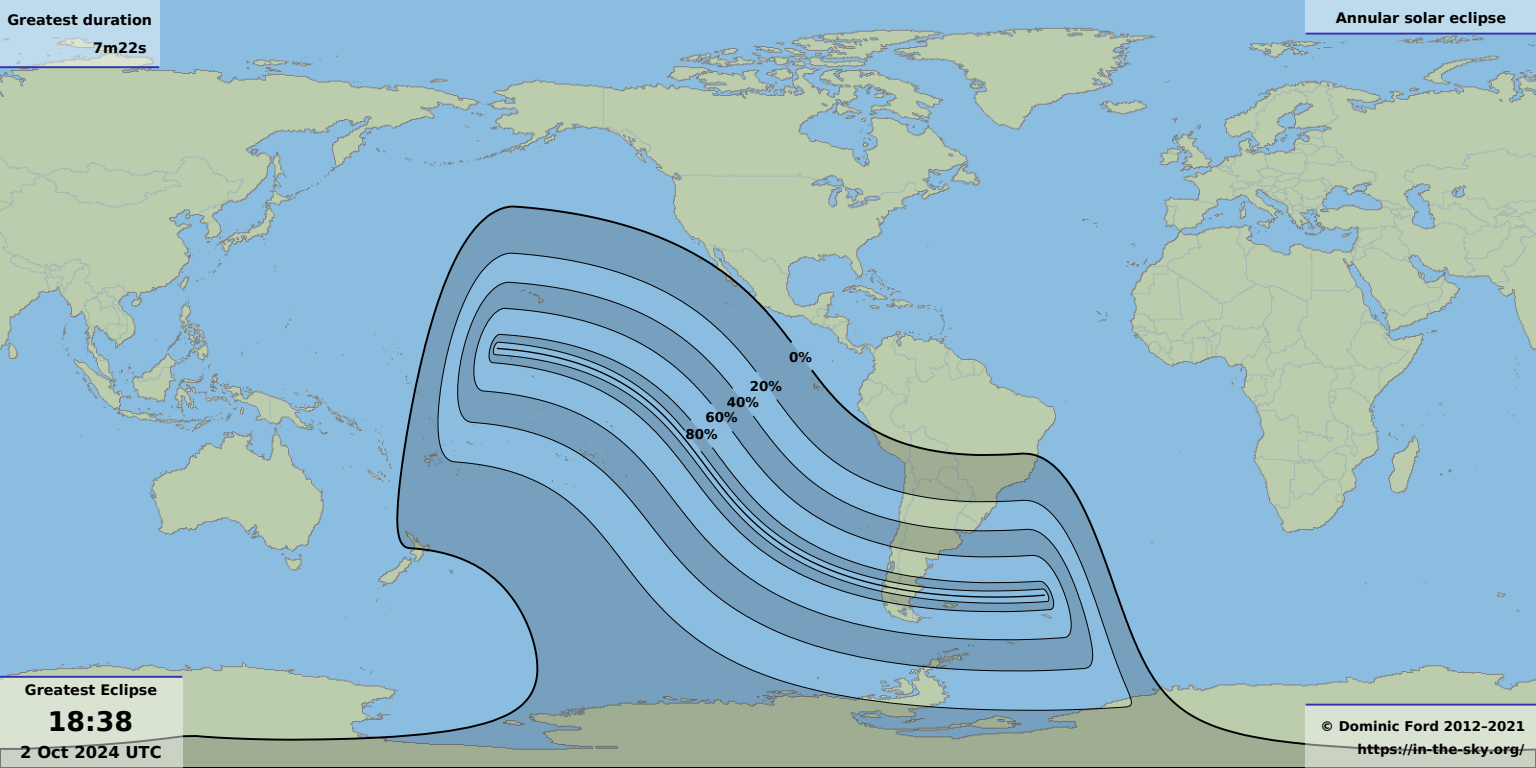 Greatest duration
7m22s
Annular solar eclipse
0%
20%
40%
60%
80%
Greatest Eclipse
18:38
2 Oct 2024 UTC
© Dominic Ford 2012–2021
https://in-the-sky.org/